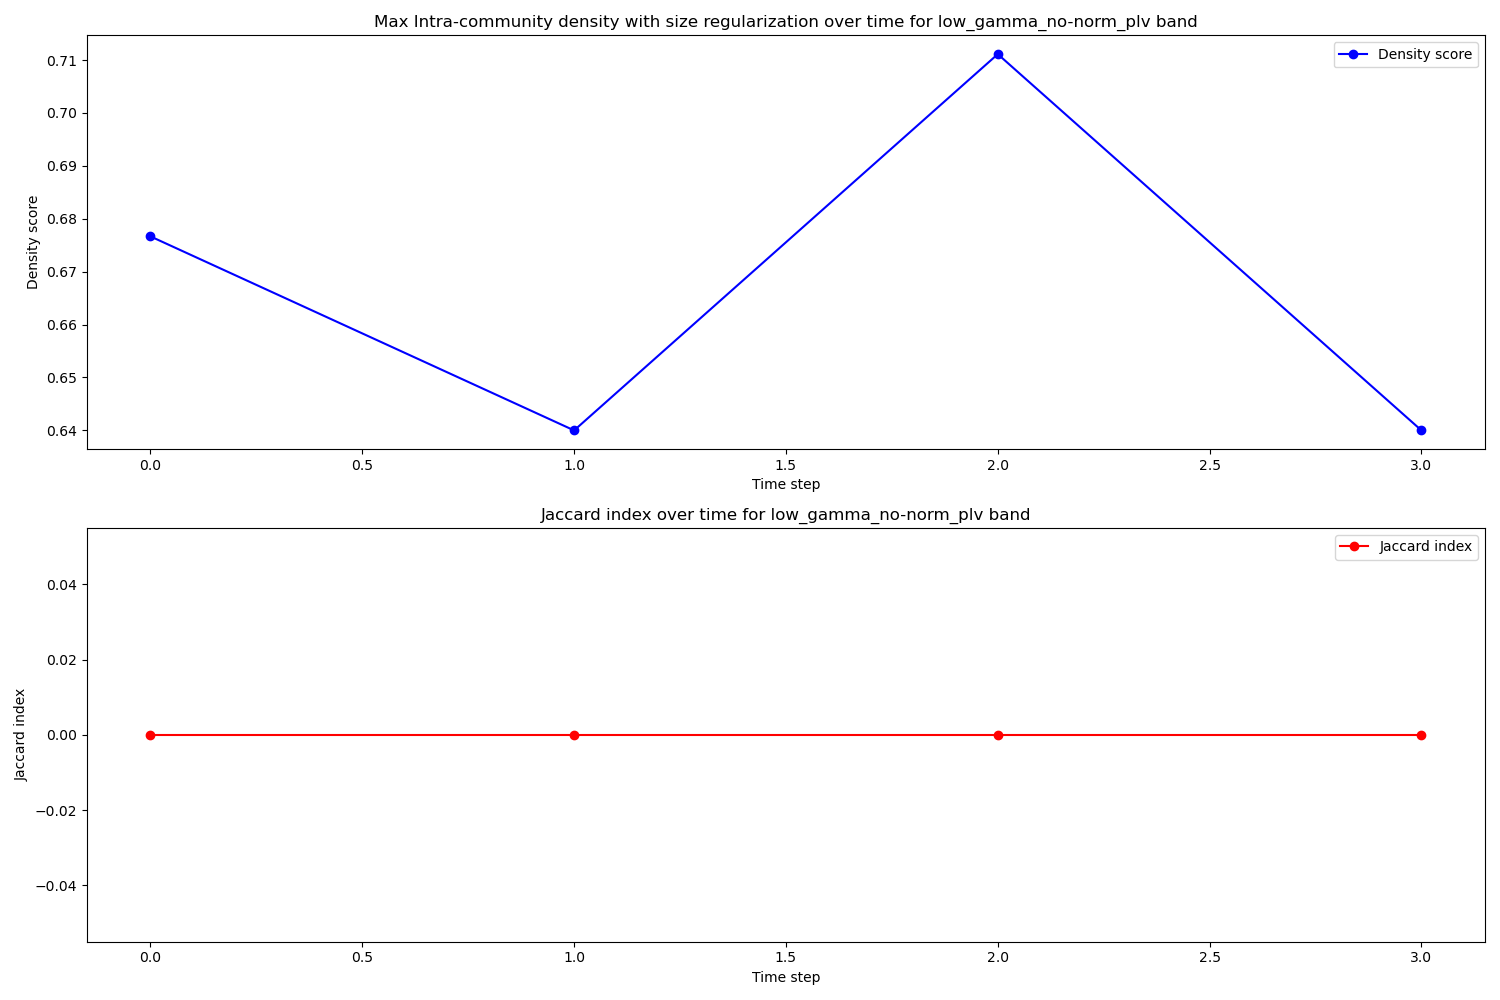 Max Intra-community density with size regularization over time for low_gamma_no-norm_plv band
Density score
0.71
0.70
0.69
0.68
0.67
0.66
0.65
0.64
Density score
0.0 0.5 1.0 1.5 2.0 2.5 3.0
Time step
Jaccard index over time for low_gamma_no-norm_plv band
Jaccard index
0.04
0.02
0.00
−0.02
−0.04
Jaccard index
0.0 0.5 1.0 1.5 2.0 2.5 3.0
Time step